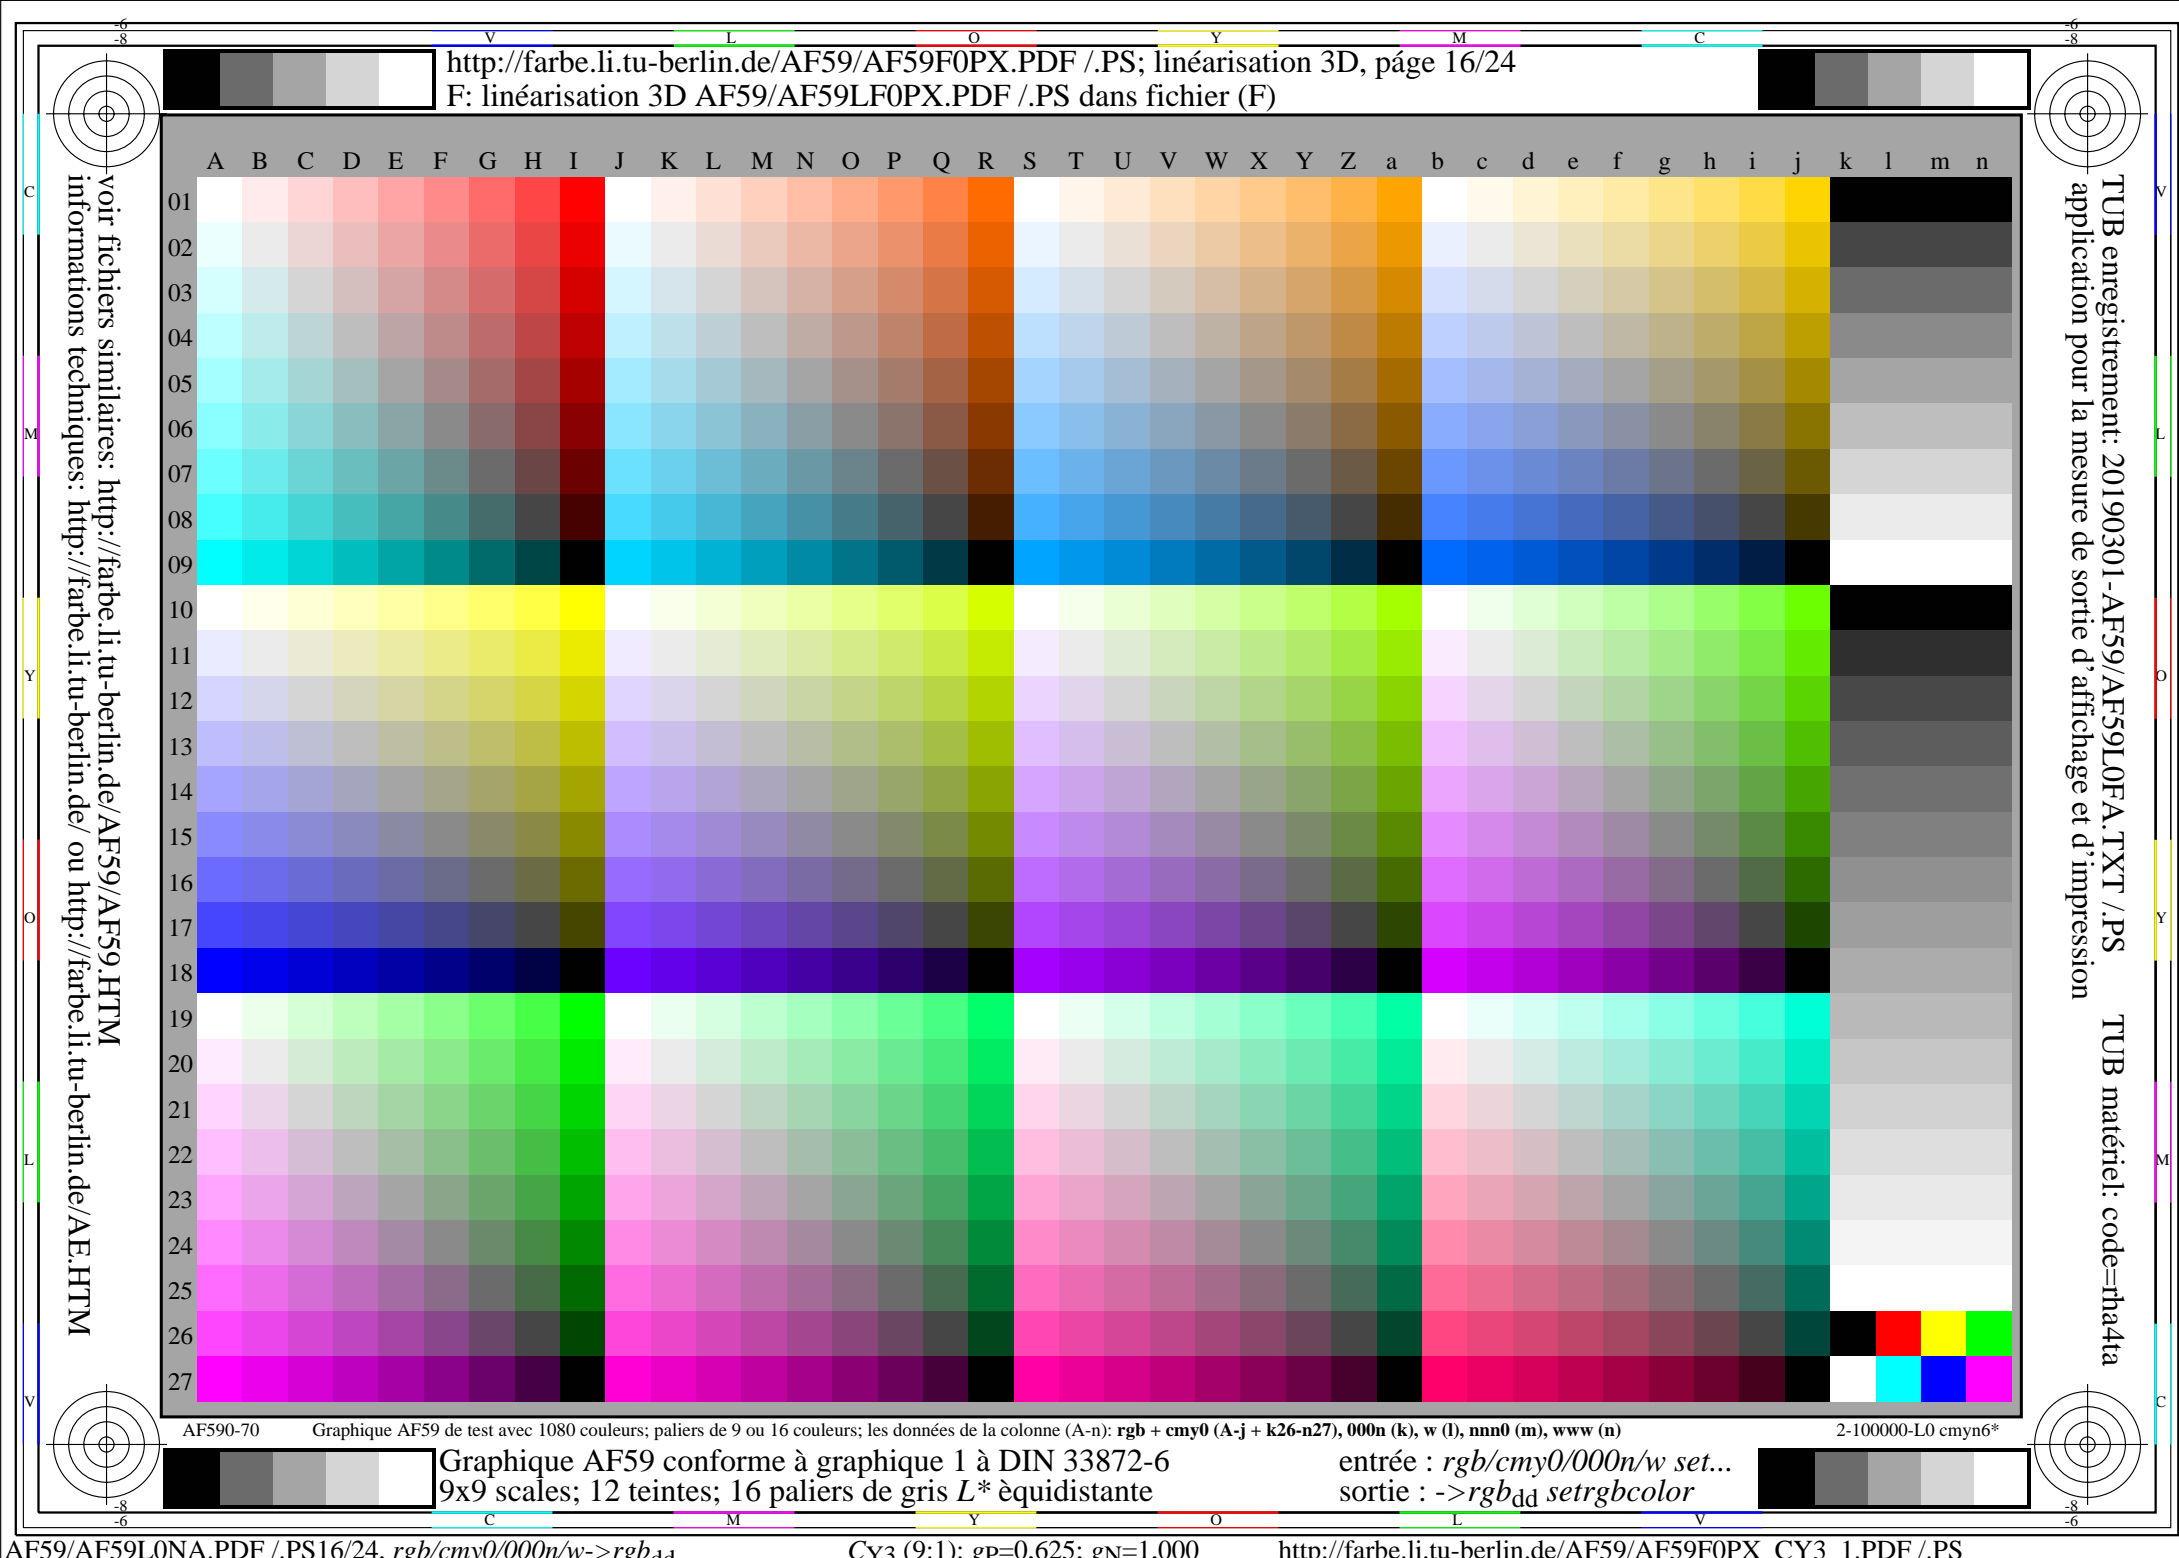 -6 -6
-8 -8
V L O Y M C
http://farbe.li.tu-berlin.de/AF59/AF59F0PX.PDF /.PS; linéarisation 3D, páge 16/24
F: linéarisation 3D AF59/AF59LF0PX.PDF /.PS dans fichier (F)
A B C D E F G H I J K L M N O P Q R S T U V W X Y Z a b c d e f g h i j k l m n
01
02
03
04
05
06
07
08
09
10
11
12
13
14
15
16
17
18
19
20
21
22
23
24
25
26
27
C M Y O L V
voir fichiers similaires: http://farbe.li.tu-berlin.de/AF59/AF59.HTM
informations techniques: http://farbe.li.tu-berlin.de/ ou http://farbe.li.tu-berlin.de/AE.HTM
TUB enregistrement: 20190301-AF59/AF59L0FA.TXT /.PS TUB matériel: code=rha4ta
application pour la mesure de sortie d'affichage et d'impression
V L O Y M C
AF590-70 Graphique AF59 de test avec 1080 couleurs; paliers de 9 ou 16 couleurs; les données de la colonne (A-n): rgb + cmy0 (A-j + k26-n27), 000n (k), w (l), nnn0 (m), www (n) 2-100000-L0 cmyn6*
Graphique AF59 conforme à graphique 1 à DIN 33872-6 entrée : rgb/cmy0/000n/w set...
9x9 scales; 12 teintes; 16 paliers de gris L* èquidistante sortie : ->rgbdd setrgbcolor
-8 -8
-6 -6
C M Y O L V
AF59/AF59L0NA.PDF /.PS16/24, rgb/cmy0/000n/w->rgbdd CY3 (9:1): gP=0.625; gN=1.000 http://farbe.li.tu-berlin.de/AF59/AF59F0PX_CY3_1.PDF /.PS